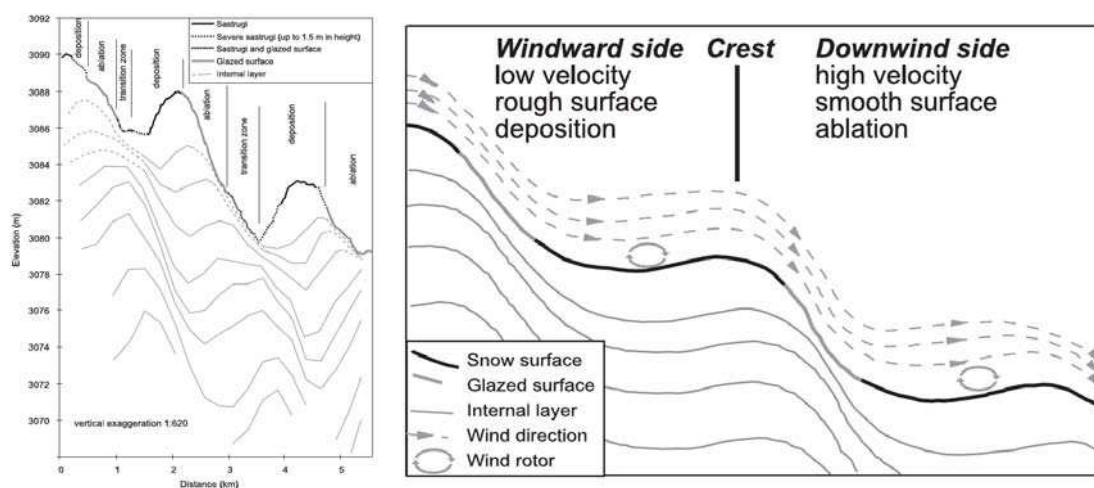 3092
3090
3088
3086
3084
3082
3080
3078
3076
3074
3072
3070
Elevation (m)
0
1
2
3
4
5
Distance (km)
deposition
ablation
transition zone
deposition
ablation
transition zone
deposition
ablation
Sastrugi
Severe sastrugi (up to 1.5 m in height)
Sastrugi and glazed surface
Glazed surface
Internal layer
vertical exaggeration 1:620
Windward side
low velocity
rough surface
deposition
Crest
Downwind side
high velocity
smooth surface
ablation
Snow surface
Glazed surface
Internal layer
Wind direction
Wind rotor